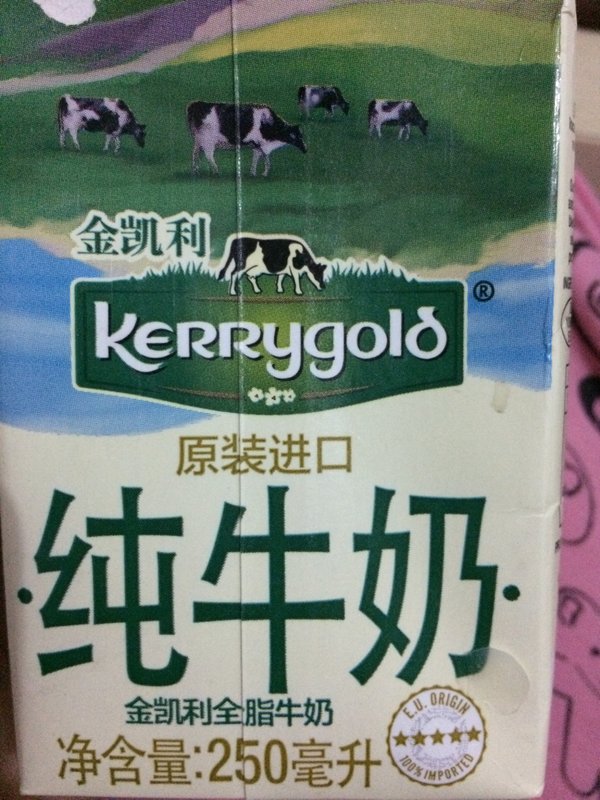 金凯利
Kerrygold®
原装进口
·纯牛奶·
金凯利全脂牛奶
净含量:250毫升
E.U. ORIGIN
100% IMPORTED